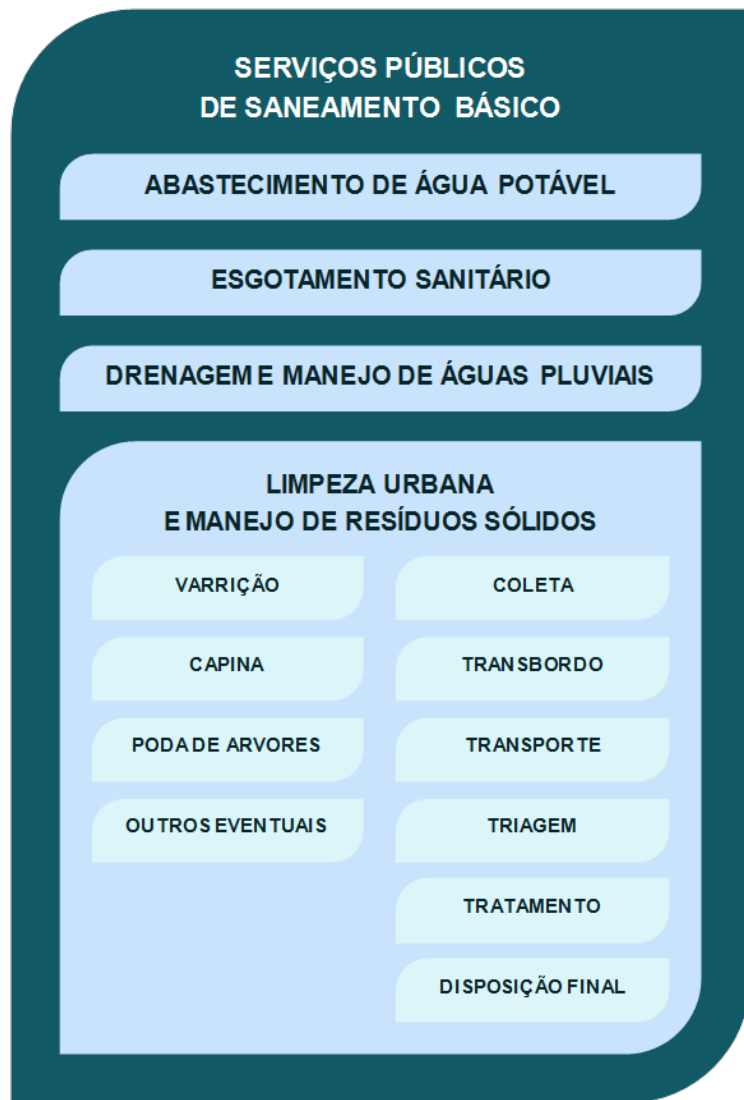 SERVIÇOS PÚBLICOS
DE SANEAMENTO BÁSICO
ABASTECIMENTO DE ÁGUA POTÁVEL
ESGOTAMENTO SANITÁRIO
DRENAGEM E MANEJO DE ÁGUAS PLUVIAIS
LIMPEZA URBANA
E MANEJO DE RESÍDUOS SÓLIDOS
VARRIÇÃO
CAPINA
PODA DE ARVORES
OUTROS EVENTUAIS
COLETA
TRANSBORDO
TRANSPORTE
TRIAGEM
TRATAMENTO
DISPOSIÇÃO FINAL